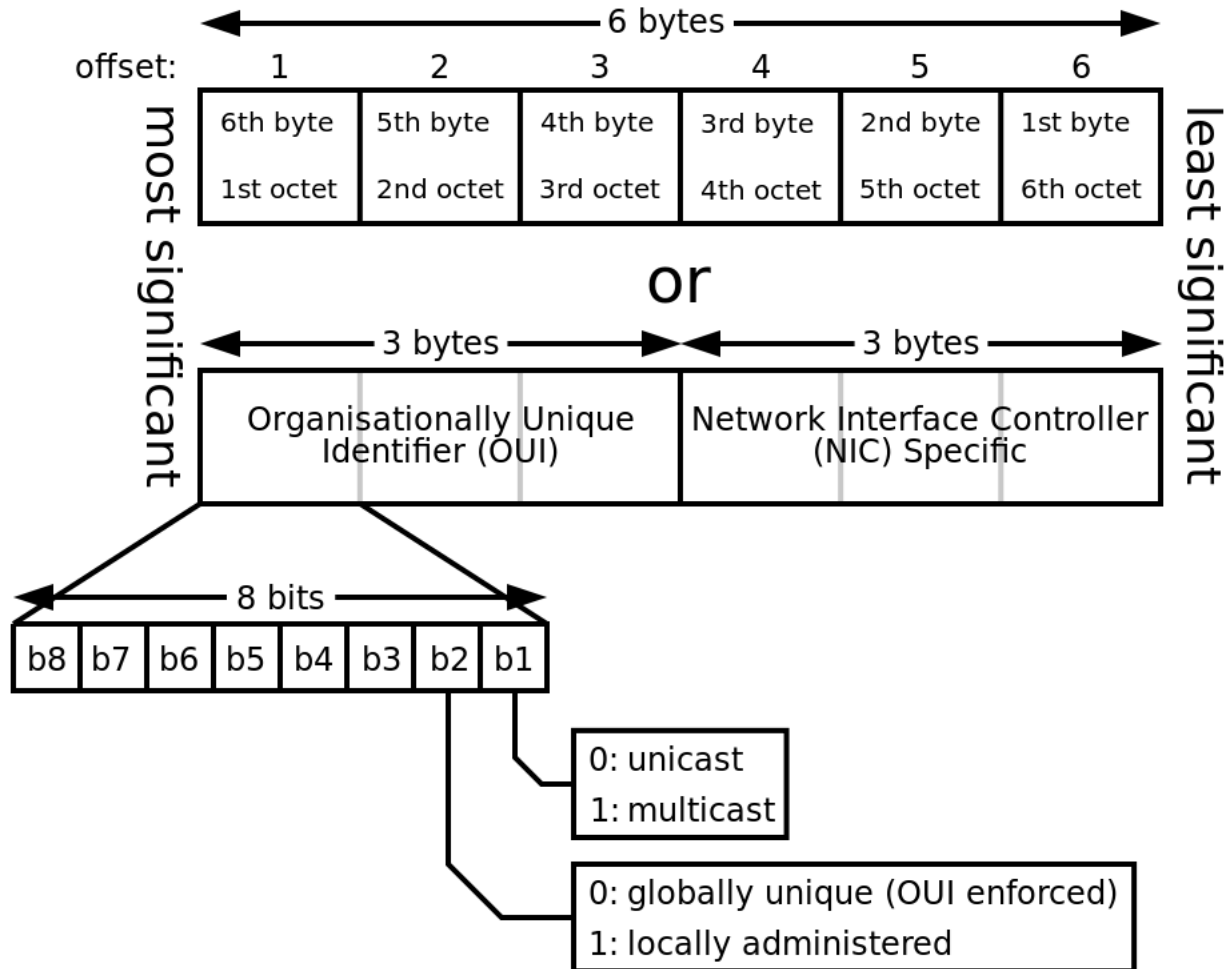 6 bytes
offset: 1 2 3 4 5 6
most significant
6th byte 5th byte 4th byte 3rd byte 2nd byte 1st byte
1st octet 2nd octet 3rd octet 4th octet 5th octet 6th octet
least significant
or
3 bytes 3 bytes
Organisationally Unique
Identifier (OUI)
Network Interface Controller
(NIC) Specific
8 bits
b8 b7 b6 b5 b4 b3 b2 b1
0: unicast
1: multicast
0: globally unique (OUI enforced)
1: locally administered